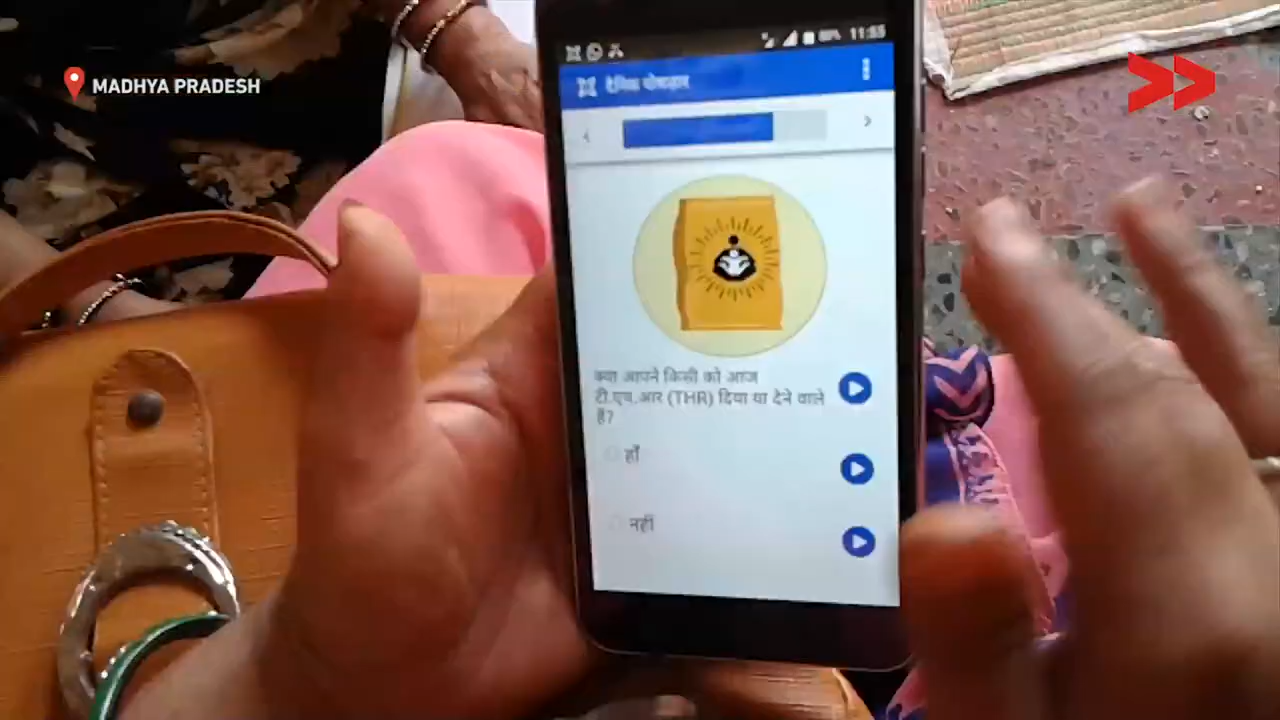 MADHYA PRADESH
11:55
दैनिक पोषाहार
क्या आपने किसी को आज
टी.एच.आर (THR) दिया या देने वाले
हैं?
हाँ
नहीं